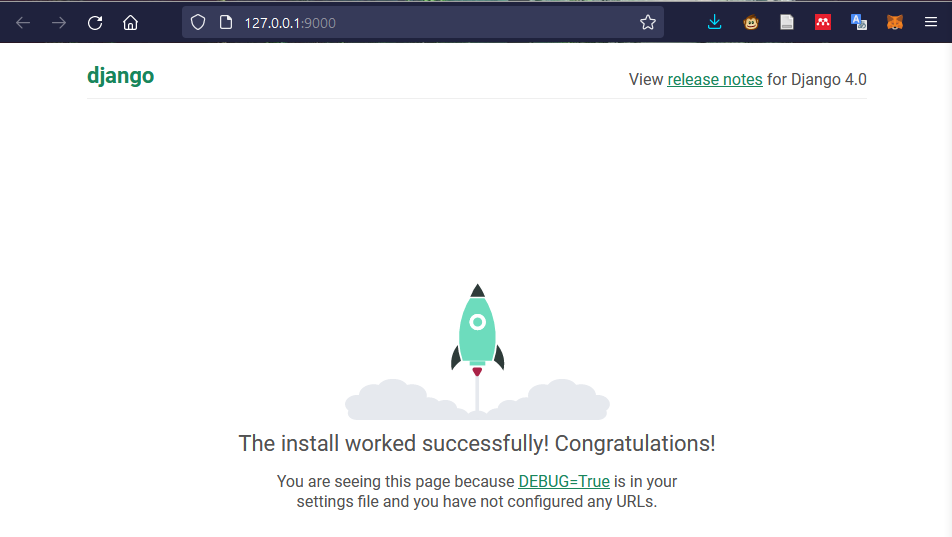 127.0.0.1:9000
django
View release notes for Django 4.0
The install worked successfully! Congratulations!
You are seeing this page because DEBUG=True is in your
settings file and you have not configured any URLs.